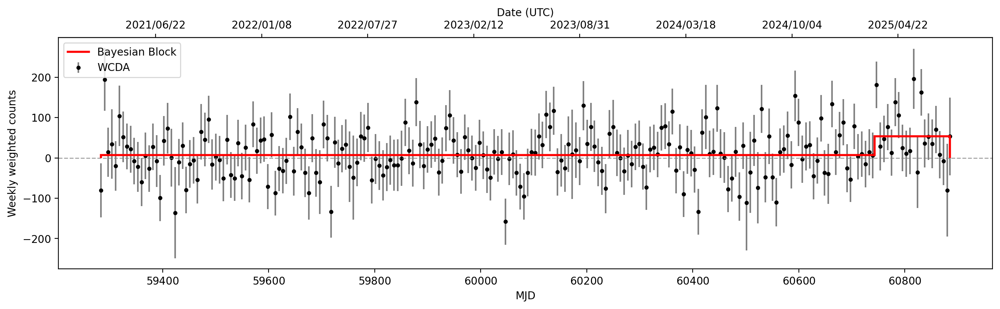 Date (UTC)
2021/06/22 2022/01/08 2022/07/27 2023/02/12 2023/08/31 2024/03/18 2024/10/04 2025/04/22
Bayesian Block
WCDA
Weekly weighted counts
200
100
0
−100
−200
59400 59600 59800 60000 60200 60400 60600 60800
MJD